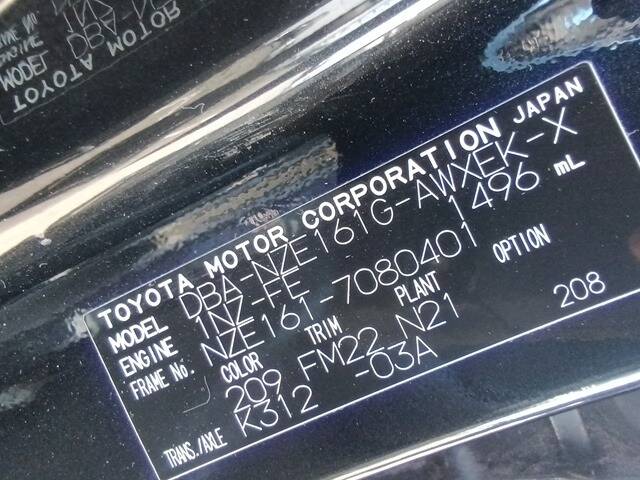 TOYOTA MOTOR CORPORATION JAPAN
MODEL DBA-NZE161G-AWXEK-X
ENGINE 1NZ-FE 1496 mL
FRAME No. NZE161-7080401
COLOR TRIM PLANT OPTION
209 FM22 N21 208
TRANS./AXLE K312 -03A